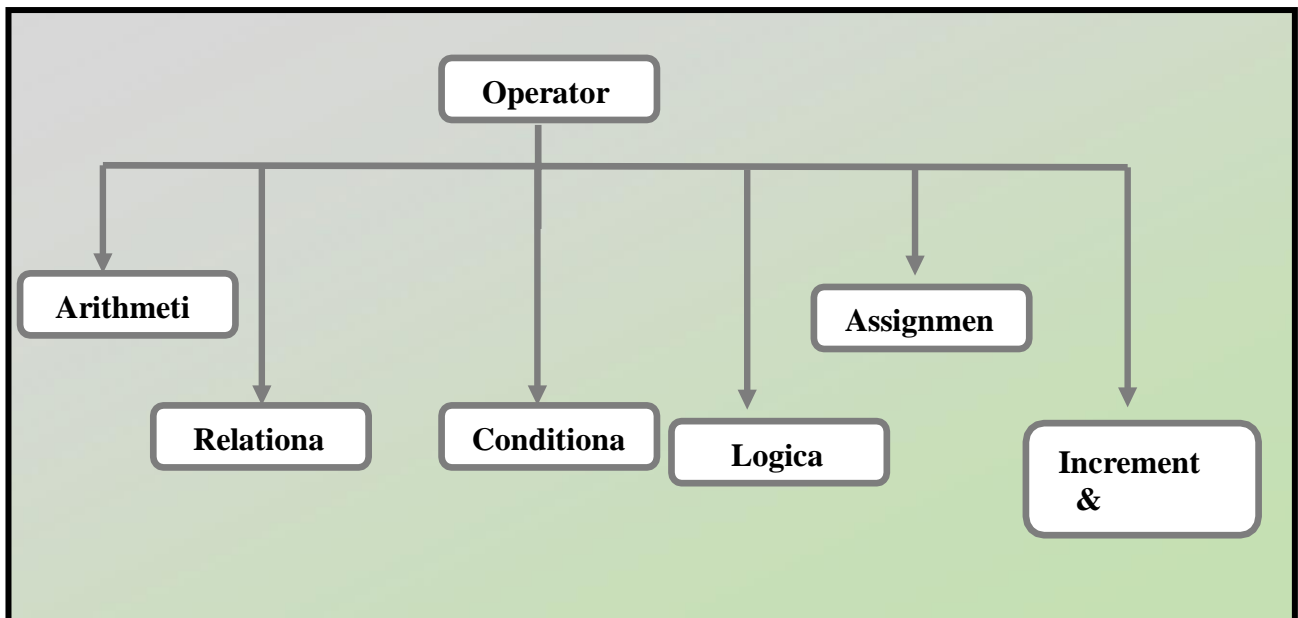 Operator
Arithmeti
Assignmen
Relationa
Conditiona
Logica
Increment
&